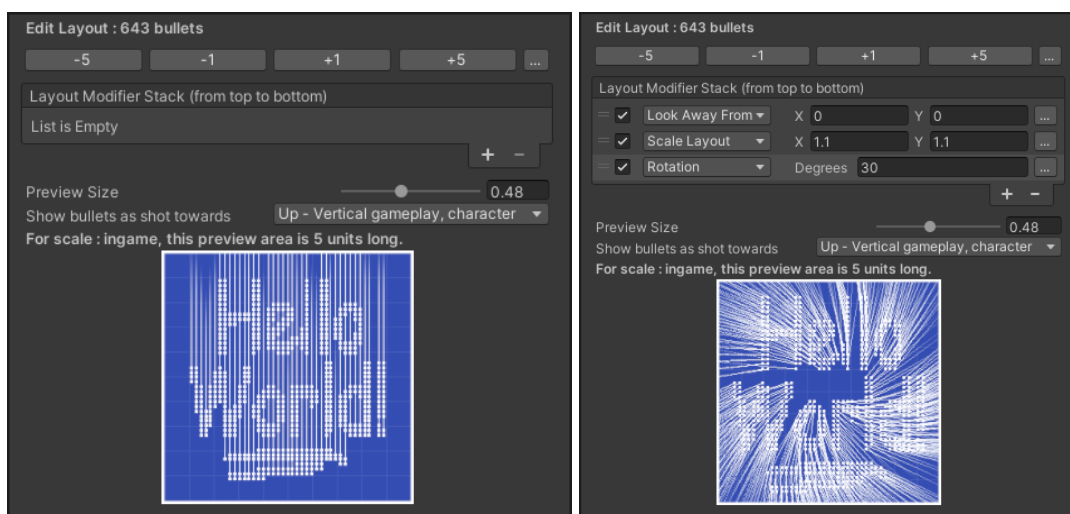 Edit Layout : 643 bullets
-5 -1 +1 +5 ...
Layout Modifier Stack (from top to bottom)
List is Empty
+ -
Preview Size 0.48
Show bullets as shot towards Up - Vertical gameplay, character
For scale : ingame, this preview area is 5 units long.
Hello
World!
Edit Layout : 643 bullets
-5 -1 +1 +5 ...
Layout Modifier Stack (from top to bottom)
Look Away From X 0 Y 0 ...
Scale Layout X 1.1 Y 1.1 ...
Rotation Degrees 30 ...
+ -
Preview Size 0.48
Show bullets as shot towards Up - Vertical gameplay, character
For scale : ingame, this preview area is 5 units long.
Hello
World!